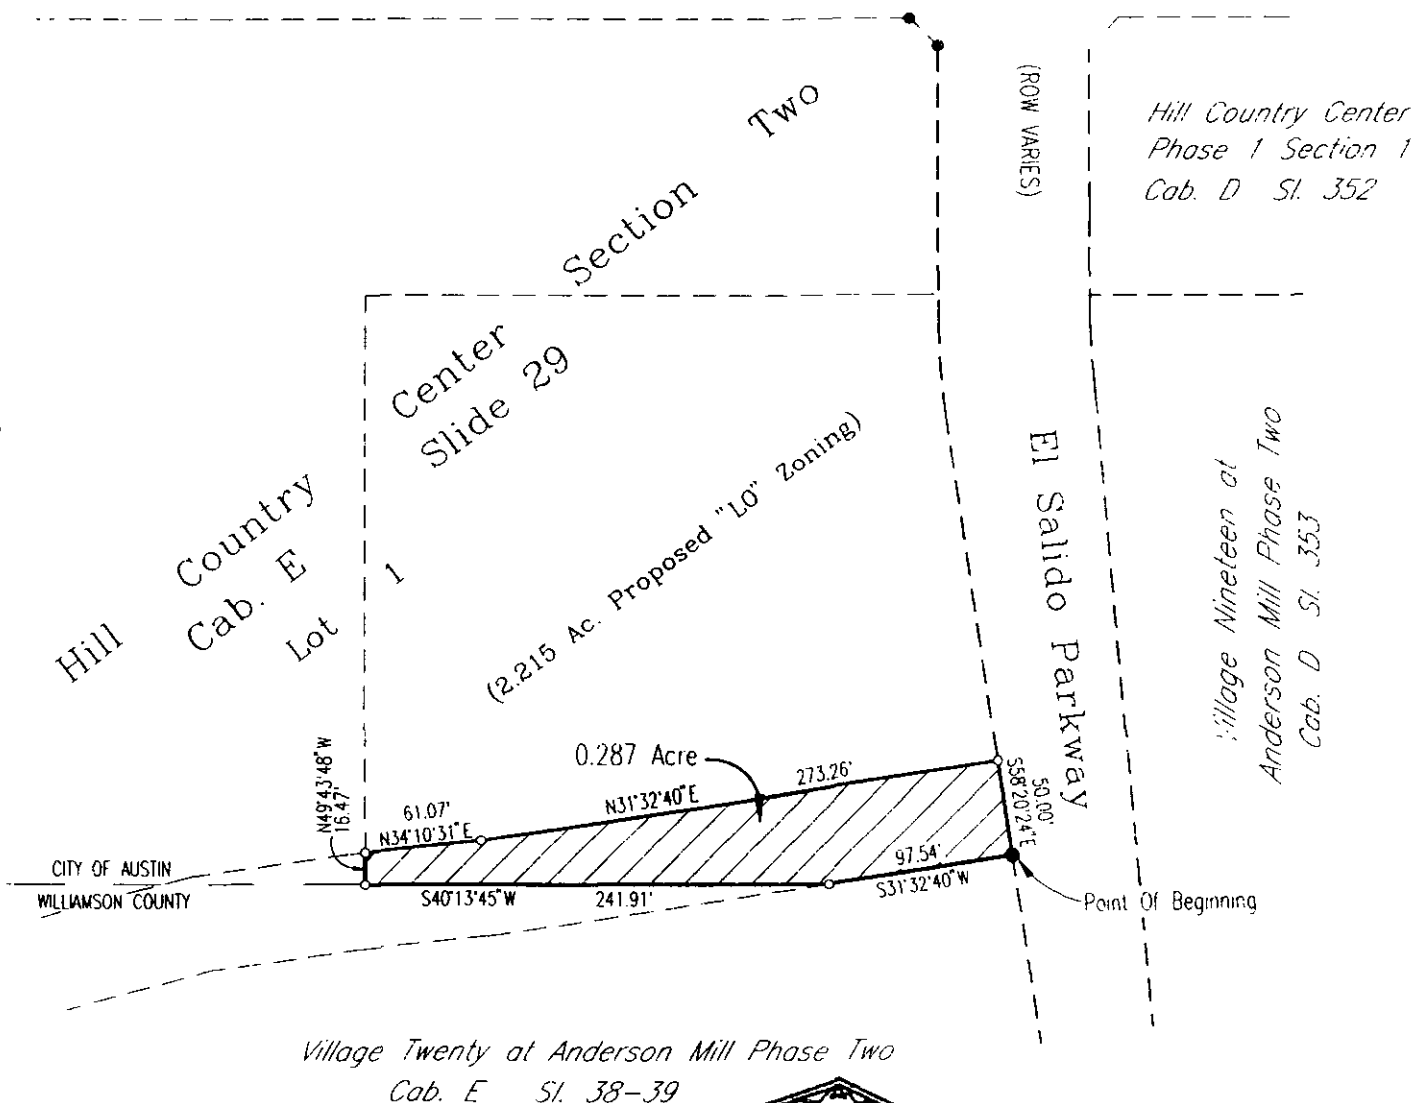 (ROW VARIES)
Hill Country Center
Phase 1 Section 1
Cab. D Sl. 352
Hill Country Center Section Two
Cab. E Slide 29
Lot 1
(2.215 Ac. Proposed "LO" Zoning)
El Salido Parkway
Village Nineteen at
Anderson Mill Phase Two
Cab. D Sl. 353
0.287 Acre
273.26'
N31°32'40"E
61.07'
N34°10'31"E
N49°43'48"W
16.47'
S58°20'24"E
50.00'
97.54'
S31°32'40"W
CITY OF AUSTIN
WILLIAMSON COUNTY
S40°13'45"W
241.91'
Point Of Beginning
Village Twenty at Anderson Mill Phase Two
Cab. E Sl. 38-39